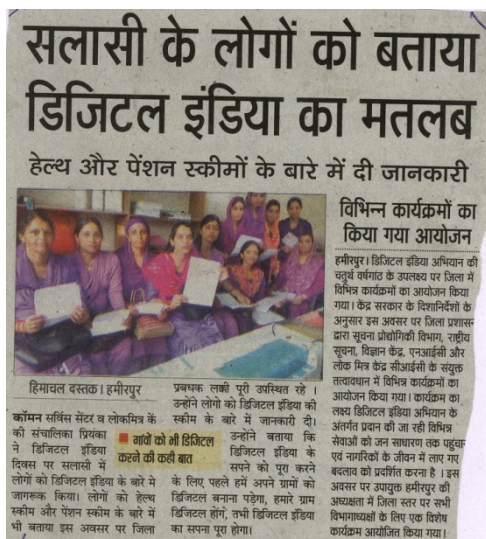 सलासी के लोगों को बताया
डिजिटल इंडिया का मतलब
हेल्थ और पेंशन स्कीमों के बारे में दी जानकारी
हिमाचल दस्तक। हमीरपुर
कॉमन सर्विस सेंटर व लोकमित्र कें
की संचालिका प्रियंका
ने डिजिटल इंडिया
दिवस पर सलासी में
लोगों को डिजिटल इंडिया के बारे मे
जागरूक किया। लोगों को हेल्थ
स्कीम और पेंशन स्कीम के बारे में
भी बताया इस अवसर पर जिला
गांवों को भी डिजिटल
करने की कही बात
प्रबधक लक्की पूरी उपस्थित रहे ।
उन्होने लोगो को डिजिटल इंडिया की
स्कीम के बारे में जानकारी दी।
उन्होंने बताया कि
डिजिटल इंडिया के
सपने को पूरा करने
के लिए पहले हमें अपने ग्रामों को
डिजिटल बनाना पड़ेगा, हमारे ग्राम
डिजिटल होंगे, तभी डिजिटल इंडिया
का सपना पूरा होगा।
विभिन्न कार्यक्रमों का
किया गया आयोजन
हमीरपुर। डिजिटल इंडिया अभियान की
चतुर्थ वर्षगांठ के उपलक्ष्य पर जिला में
विभिन्न कार्यक्रमों का आयोजन किया
गया। केंद्र सरकार के दिशानिर्देशों के
अनुसार इस अवसर पर जिला प्रशासन
द्वारा सूचना प्रोद्योगिकी विभाग, राष्ट्रीय
सूचना, विज्ञान केंद्र, एनआईसी और
लोक मित्र केंद्र सीआईसी के संयुक्त
तत्वावधान में विभिन्न कार्यक्रमों का
आयोजन किया गया। कार्यक्रम का
लक्ष्य डिजिटल इंडिया अभियान के
अंतर्गत प्रदान की जा रही विभिन्न
सेवाओं को जन साधारण तक पहुंचा
एवं नागरिकों के जीवन में लाए गए
बदलाव को प्रदर्शित करना है । इस
अवसर पर उपायुक्त हमीरपुर की
अध्यक्षता में जिला स्तर पर सभी
विभागाध्यक्षों के लिए एक विशेष
कार्यक्रम आयोजित किया गया।